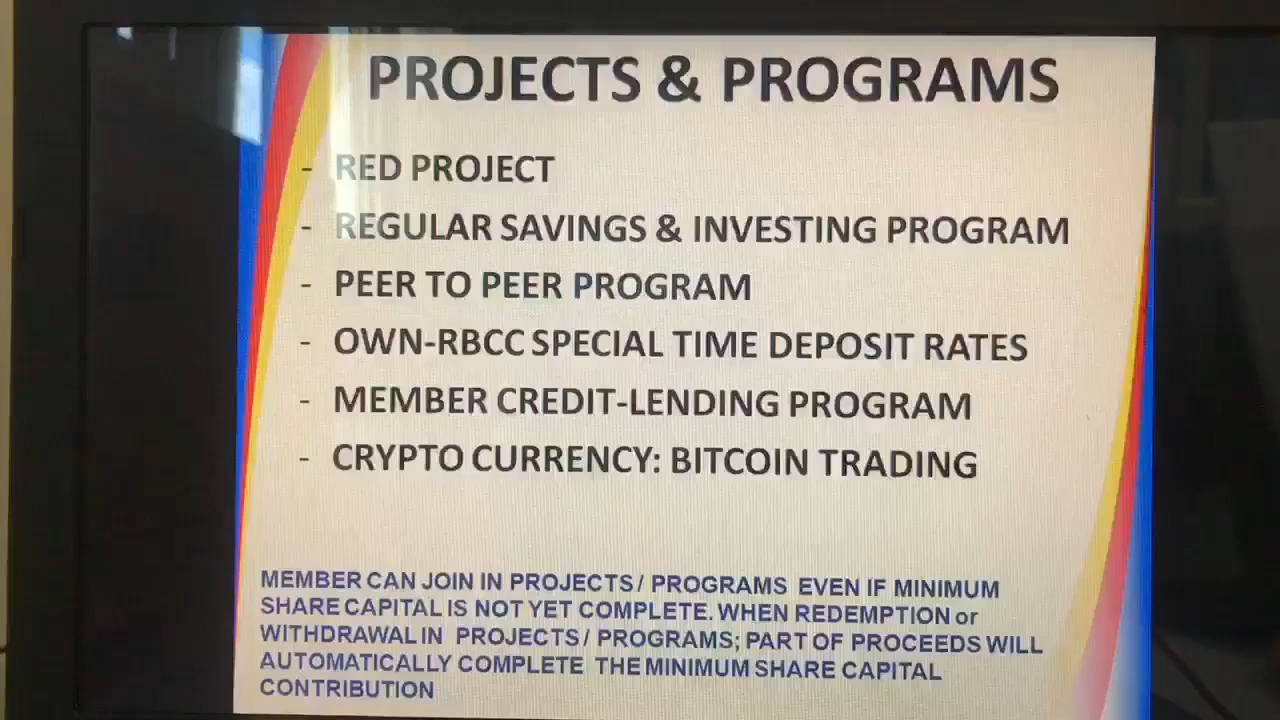 PROJECTS & PROGRAMS
- RED PROJECT
- REGULAR SAVINGS & INVESTING PROGRAM
- PEER TO PEER PROGRAM
- OWN-RBCC SPECIAL TIME DEPOSIT RATES
- MEMBER CREDIT-LENDING PROGRAM
- CRYPTO CURRENCY: BITCOIN TRADING
MEMBER CAN JOIN IN PROJECTS / PROGRAMS EVEN IF MINIMUM
SHARE CAPITAL IS NOT YET COMPLETE. WHEN REDEMPTION or
WITHDRAWAL IN PROJECTS / PROGRAMS; PART OF PROCEEDS WILL
AUTOMATICALLY COMPLETE THE MINIMUM SHARE CAPITAL
CONTRIBUTION